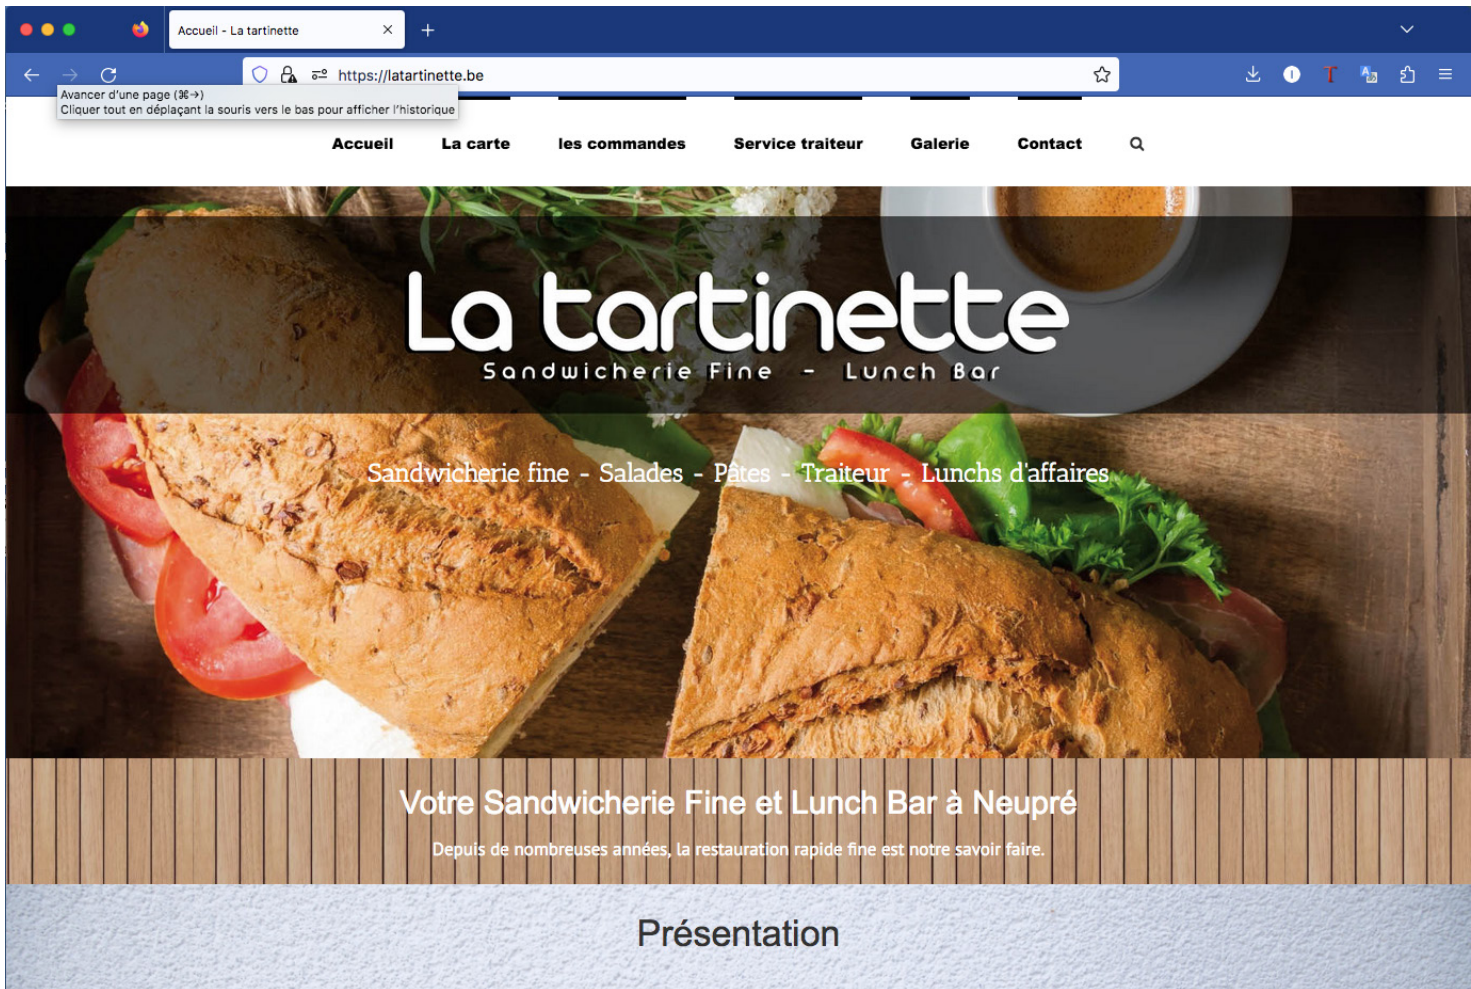 Accueil - La tartinette
https://latartinette.be
Avancer d'une page (⌘→)
Cliquer tout en déplaçant la souris vers le bas pour afficher l'historique
Accueil La carte les commandes Service traiteur Galerie Contact
La tartinette
Sandwicherie Fine - Lunch Bar
Sandwicherie fine - Salades - Pâtes - Traiteur - Lunchs d'affaires
Votre Sandwicherie Fine et Lunch Bar à Neupré
Depuis de nombreuses années, la restauration rapide fine est notre savoir faire.
Présentation